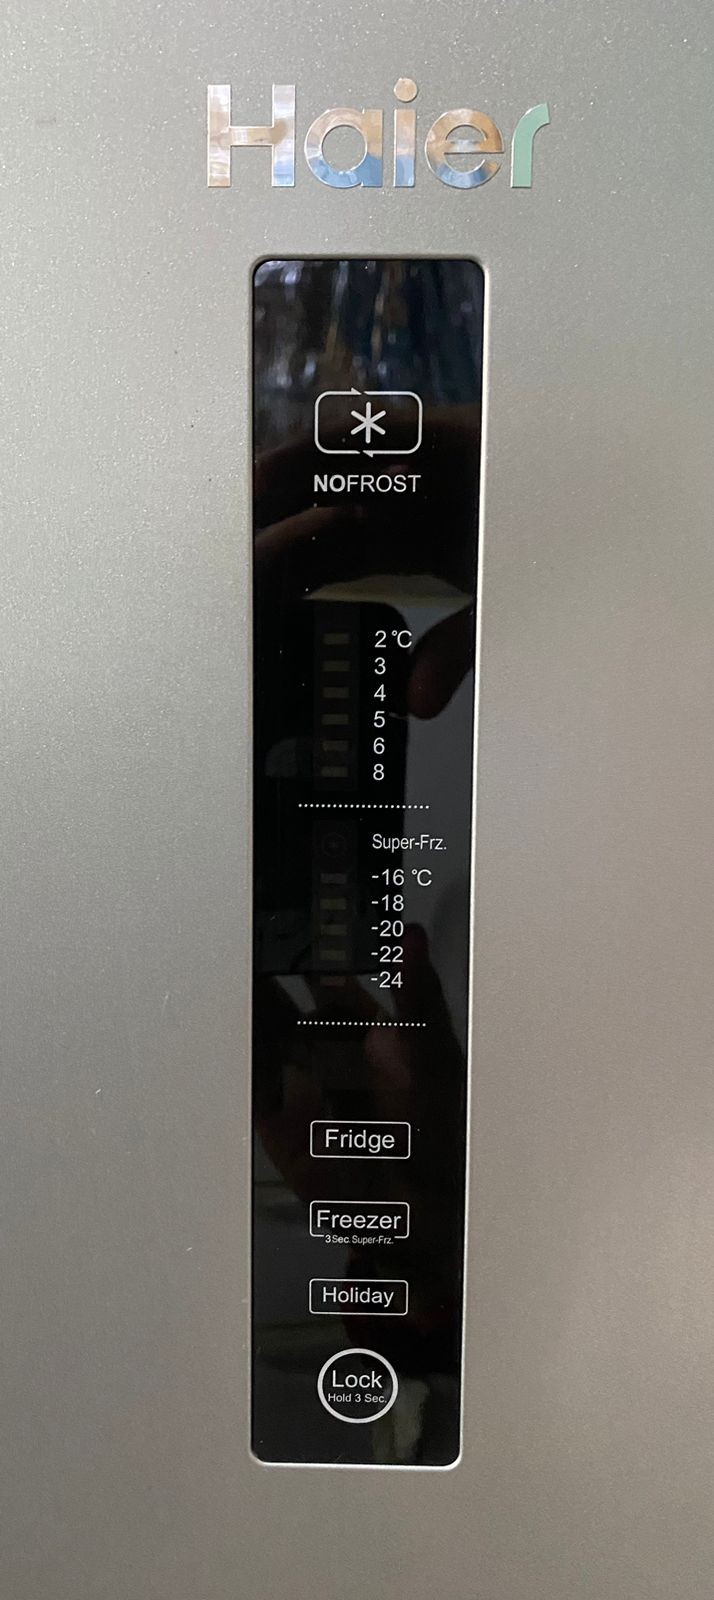 Haier
NOFROST
2°C
3
4
5
6
8
Super-Frz.
-16 °C
-18
-20
-22
-24
Fridge
Freezer
3Sec.Super-Frz.
Holiday
Lock
Hold 3 Sec.